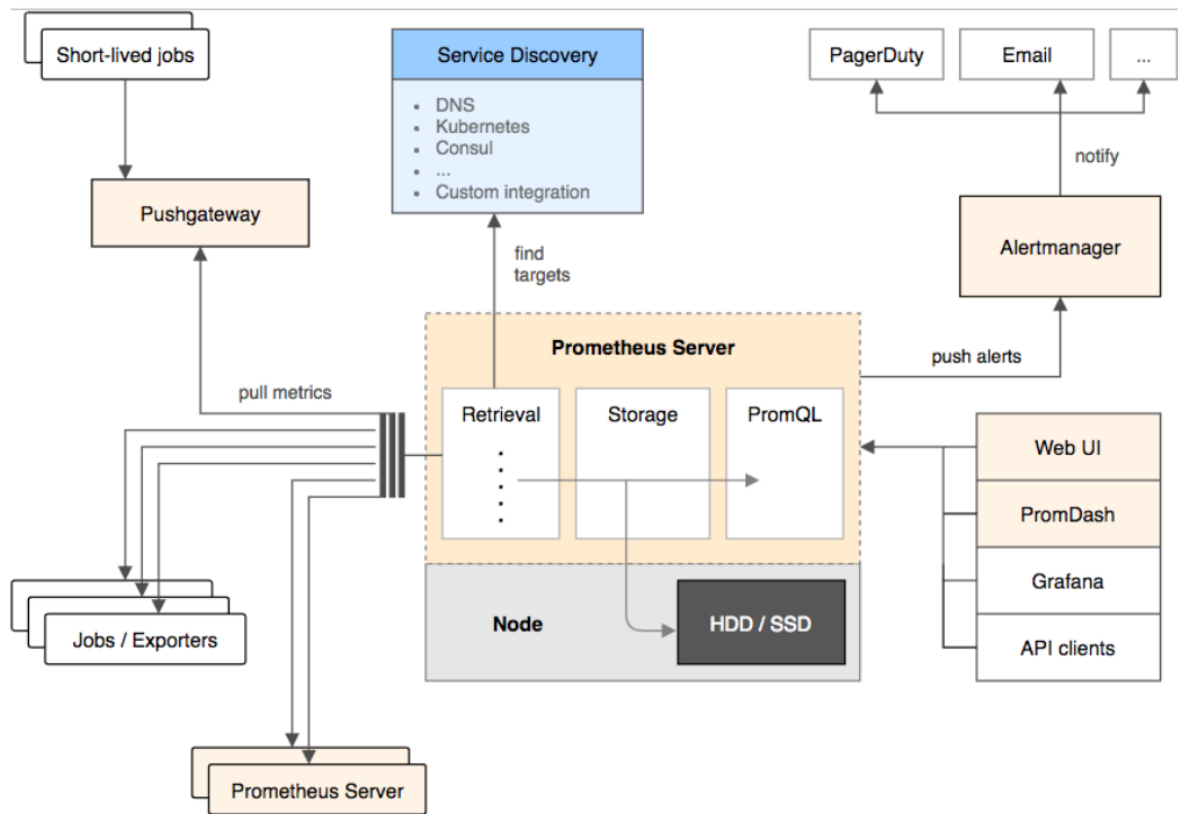 Short-lived jobs
Service Discovery
• DNS
• Kubernetes
• Consul
• ...
• Custom integration
PagerDuty
Email
...
notify
Pushgateway
Alertmanager
find
targets
Prometheus Server
push alerts
pull metrics
Retrieval
Storage
PromQL
Web UI
PromDash
Grafana
API clients
Node
HDD / SSD
Jobs / Exporters
Prometheus Server